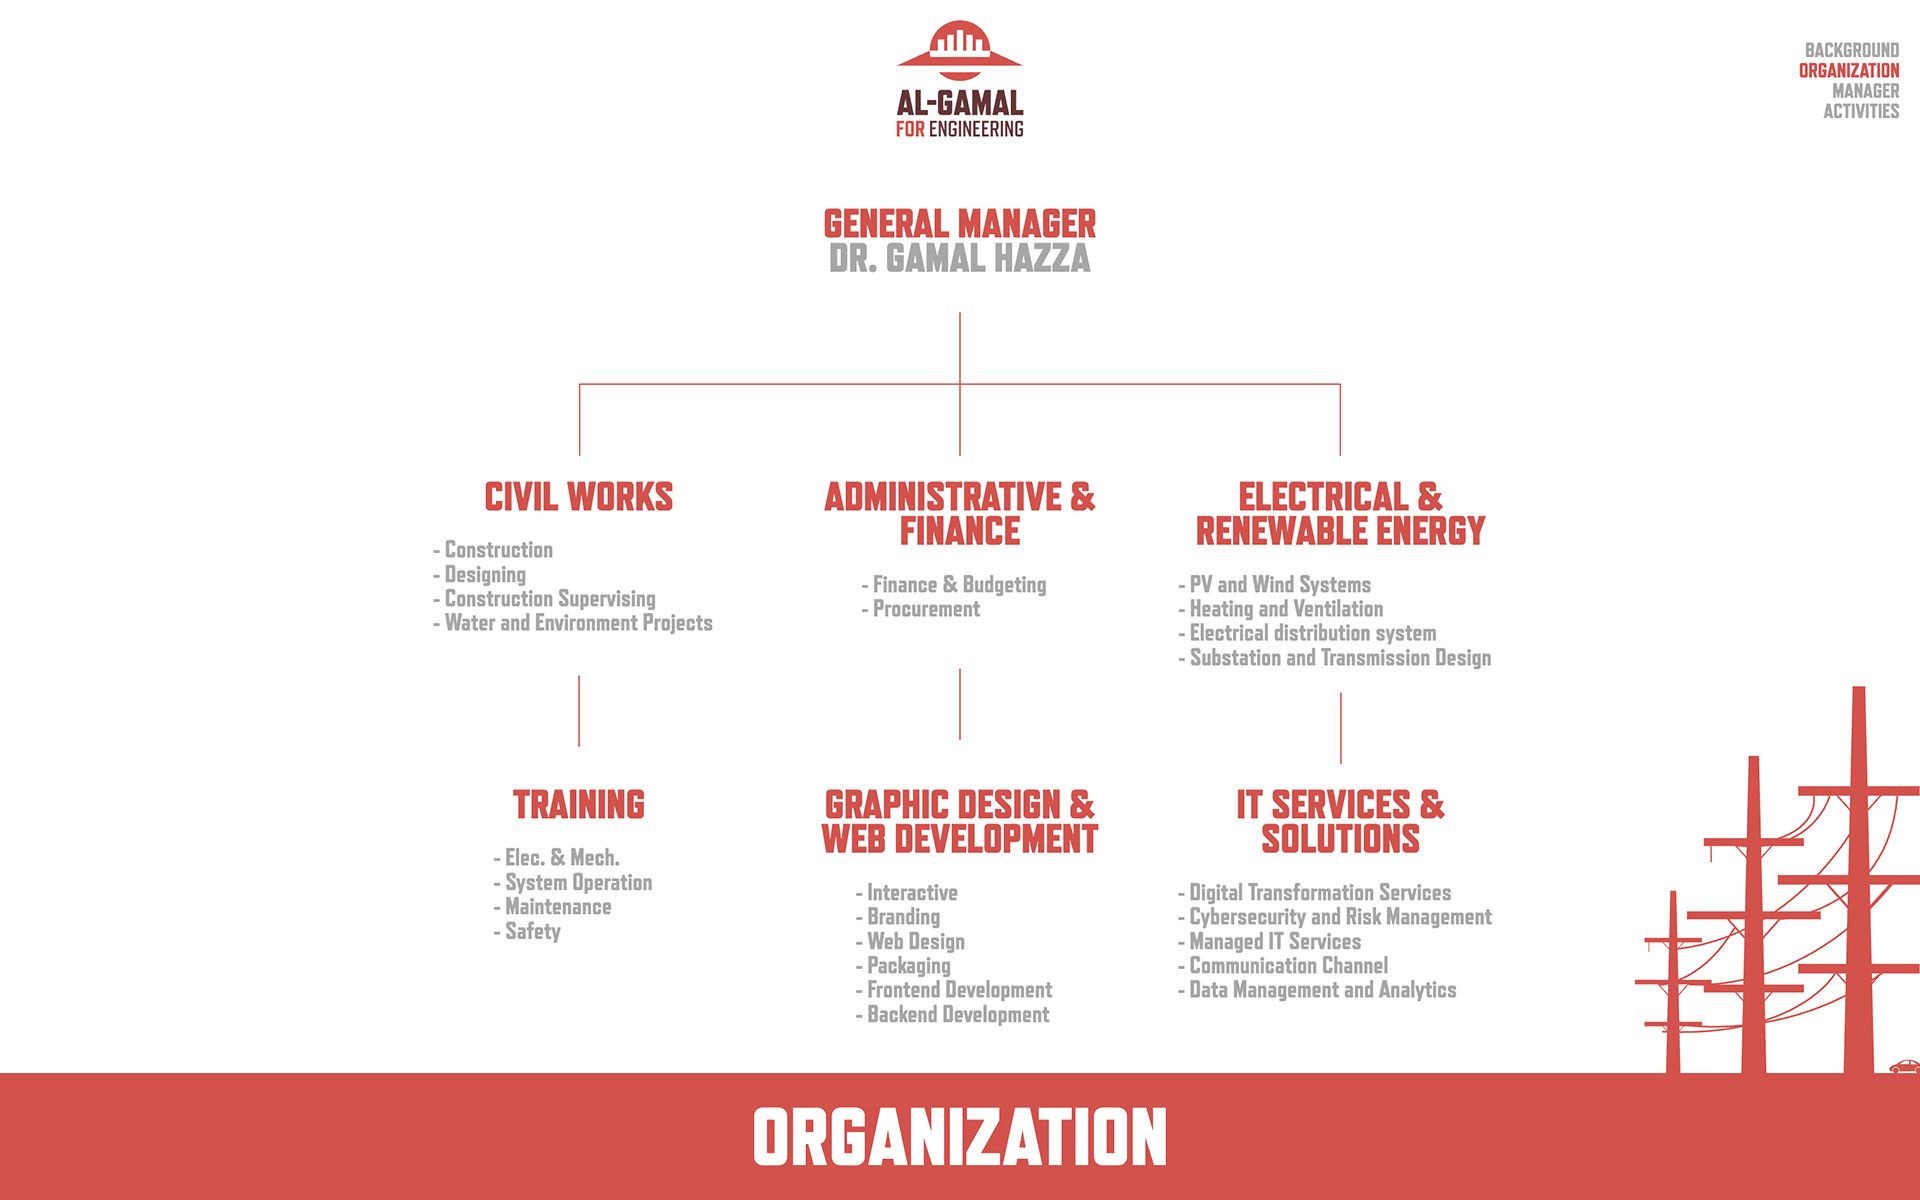 AL-GAMAL
FOR ENGINEERING
BACKGROUND
ORGANIZATION
MANAGER
ACTIVITIES
GENERAL MANAGER
DR. GAMAL HAZZA
CIVIL WORKS
- Construction
- Designing
- Construction Supervising
- Water and Environment Projects
ADMINISTRATIVE &
FINANCE
- Finance & Budgeting
- Procurement
ELECTRICAL &
RENEWABLE ENERGY
- PV and Wind Systems
- Heating and Ventilation
- Electrical distribution system
- Substation and Transmission Design
TRAINING
- Elec. & Mech.
- System Operation
- Maintenance
- Safety
GRAPHIC DESIGN &
WEB DEVELOPMENT
- Interactive
- Branding
- Web Design
- Packaging
- Frontend Development
- Backend Development
IT SERVICES &
SOLUTIONS
- Digital Transformation Services
- Cybersecurity and Risk Management
- Managed IT Services
- Communication Channel
- Data Management and Analytics
ORGANIZATION